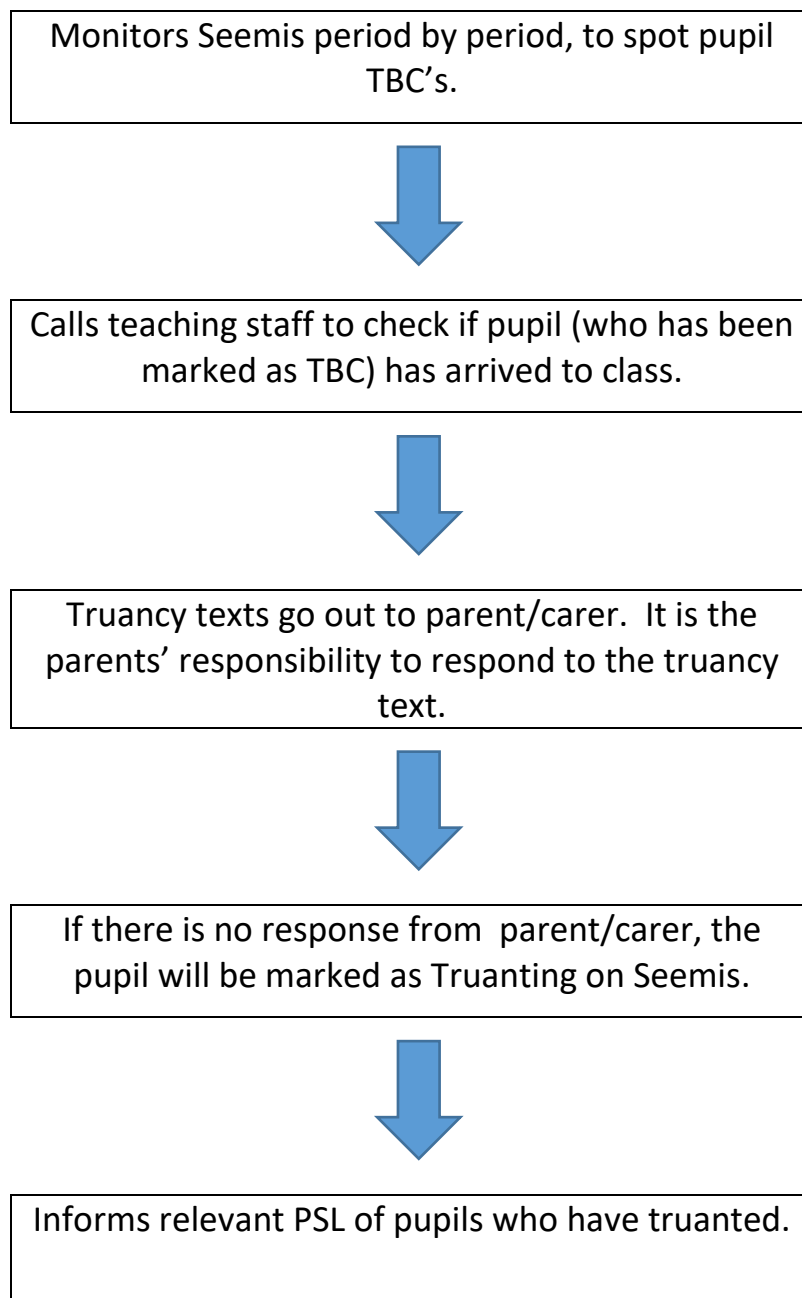 Monitors Seemis period by period, to spot pupil
TBC’s.
Calls teaching staff to check if pupil (who has been
marked as TBC) has arrived to class.
Truancy texts go out to parent/carer.  It is the
parents’ responsibility to respond to the truancy
text.
If there is no response from  parent/carer, the
pupil will be marked as Truanting on Seemis.
Informs relevant PSL of pupils who have truanted.